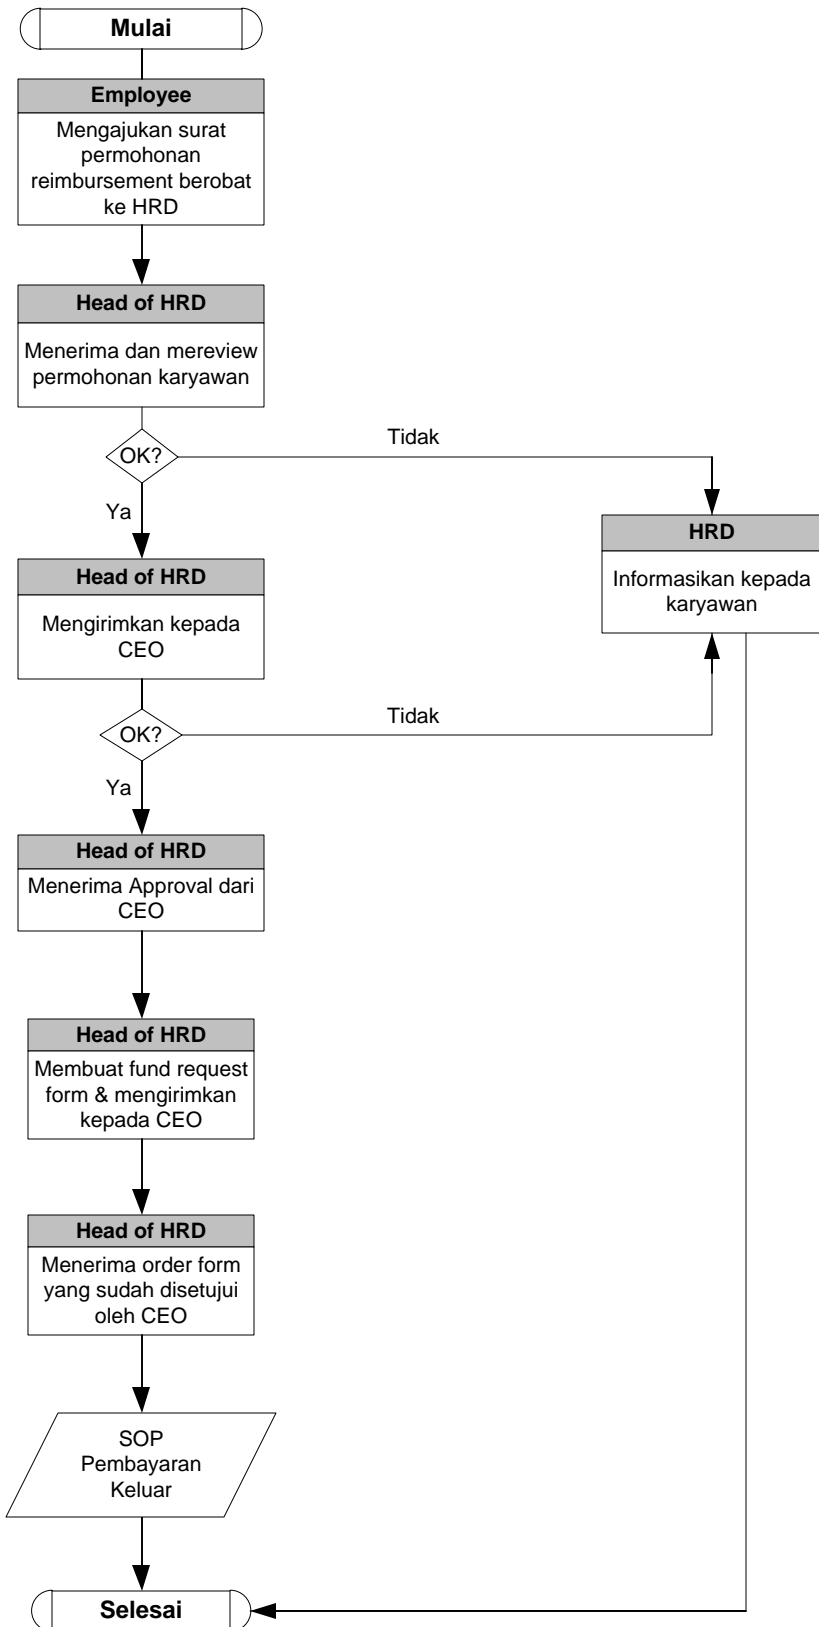 Mulai
Employee
Mengajukan surat
permohonan
reimbursement berobat
ke HRD
Head of HRD
Menerima dan mereview
permohonan karyawan
OK?
Tidak
Ya
HRD
Informasikan kepada
karyawan
Head of HRD
Mengirimkan kepada
CEO
OK?
Tidak
Ya
Head of HRD
Menerima Approval dari
CEO
Head of HRD
Membuat fund request
form & mengirimkan
kepada CEO
Head of HRD
Menerima order form
yang sudah disetujui
oleh CEO
SOP
Pembayaran
Keluar
Selesai